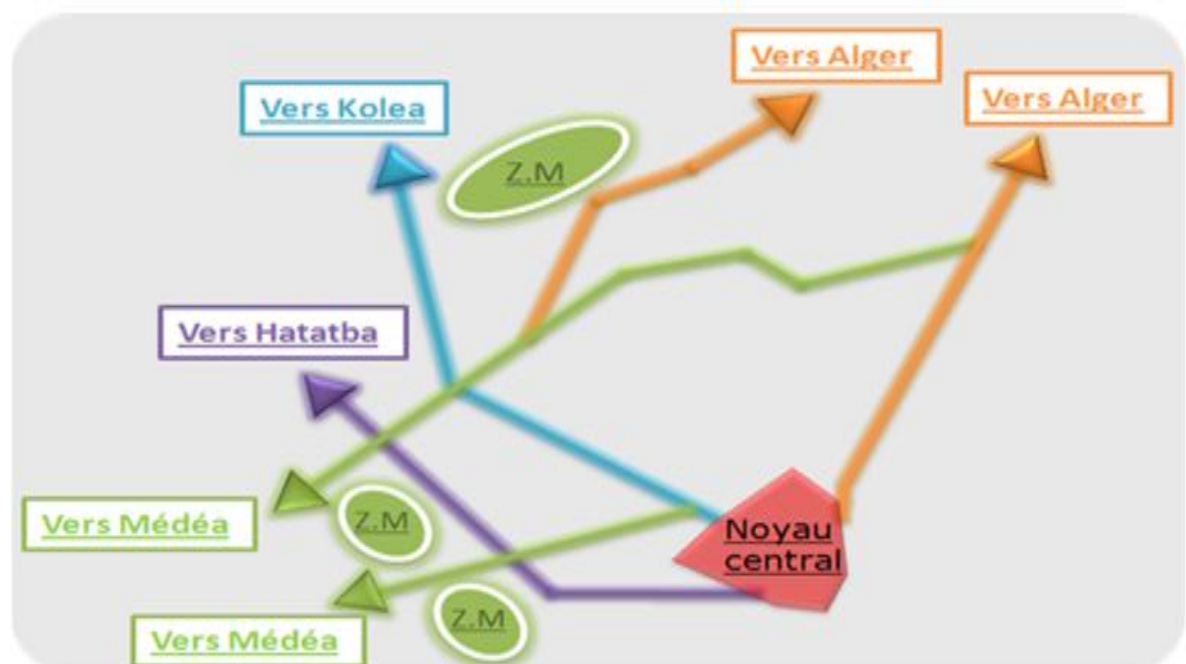 Vers Alger
Vers Alger
Vers Kolea
Z.M
Vers Hatatba
Vers Médéa
Z.M
Noyau
central
Z.M
Vers Médéa